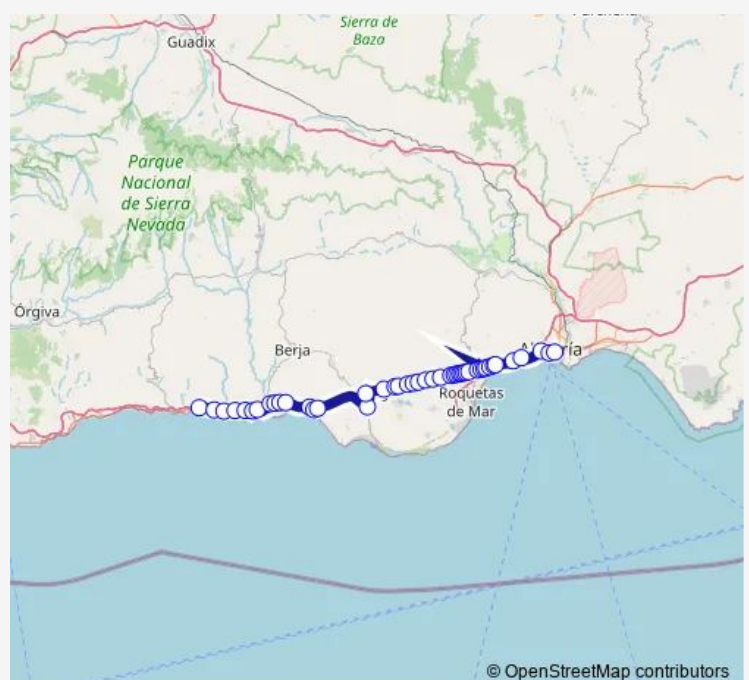 Sierra de
Baza
Guadix
Parque
Nacional
de Sierra
Nevada
Órgiva
Berja
Roquetas
de Mar
© OpenStreetMap contributors